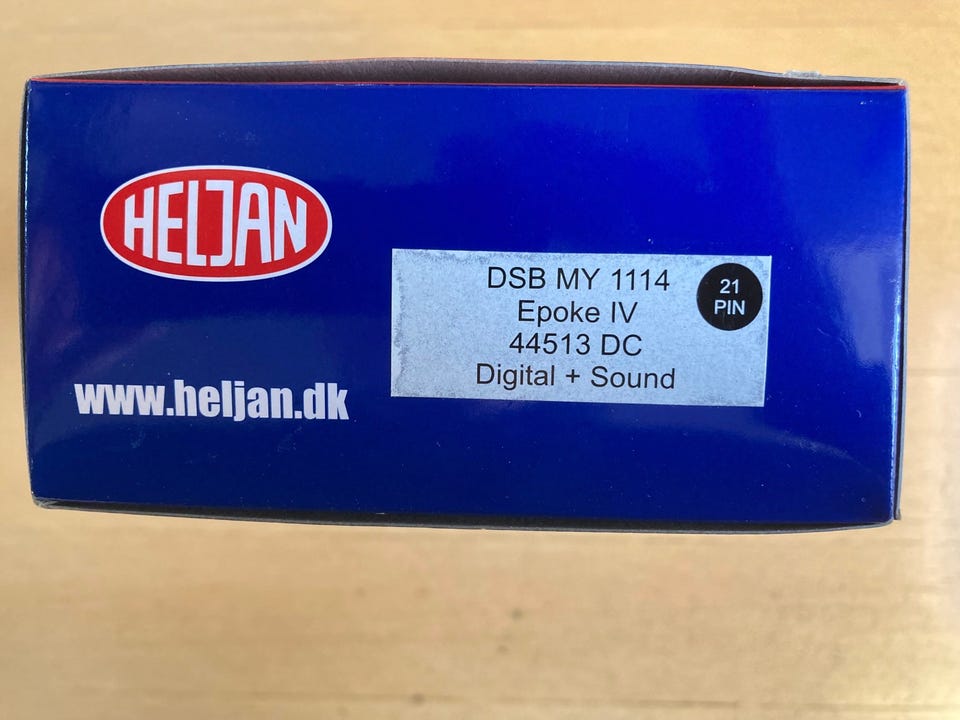 HELJAN
www.heljan.dk
DSB MY 1114
Epoke IV
44513 DC
Digital + Sound
21
PIN